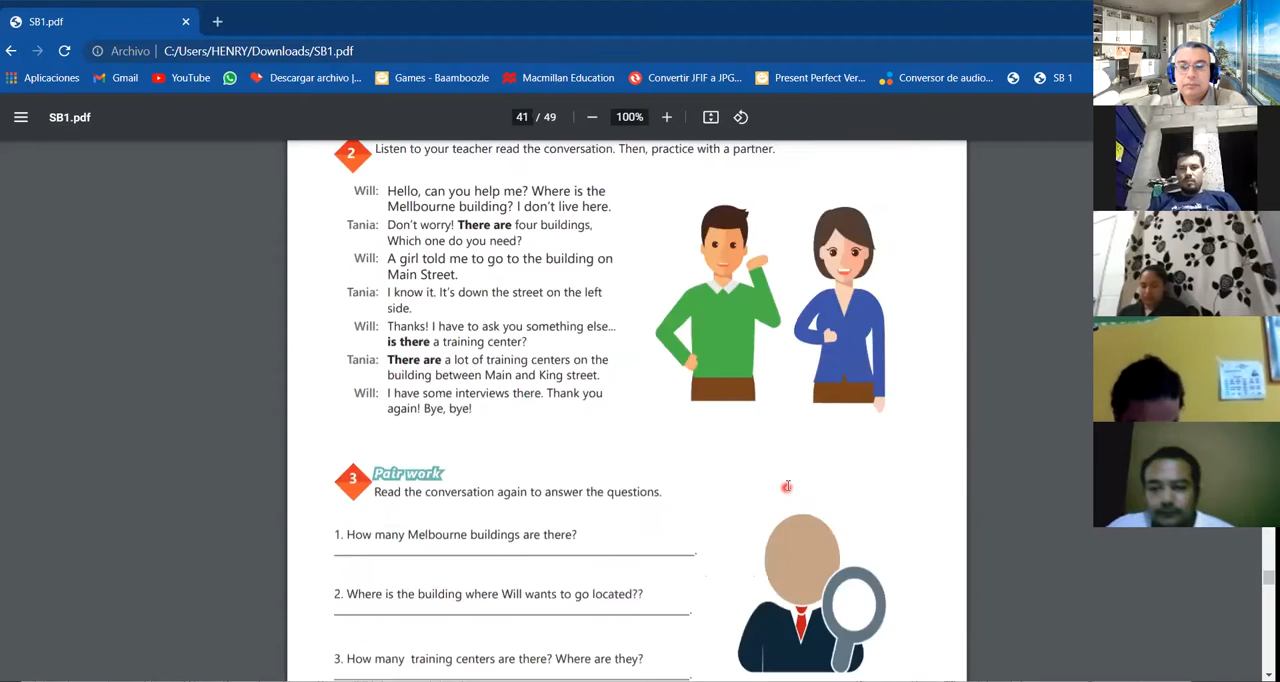 SB1.pdf
Archivo
C:/Users/HENRY/Downloads/SB1.pdf
Aplicaciones
Gmail
YouTube
Descargar archivo |...
Games - Baamboozle
Macmillan Education
Convertir JFIF a JPG...
Present Perfect Ver...
Conversor de audio...
SB 1
SB1.pdf
41 / 49
100%
2
Listen to your teacher read the conversation. Then, practice with a partner.
Will: Hello, can you help me? Where is the
Mellbourne building? I don't live here.
Tania: Don't worry! There are four buildings,
Which one do you need?
Will: A girl told me to go to the building on
Main Street.
Tania: I know it. It's down the street on the left
side.
Will: Thanks! I have to ask you something else...
is there a training center?
Tania: There are a lot of training centers on the
building between Main and King street.
Will: I have some interviews there. Thank you
again! Bye, bye!
3
Pair work
Read the conversation again to answer the questions.
1. How many Melbourne buildings are there?
2. Where is the building where Will wants to go located??
3. How many training centers are there? Where are they?